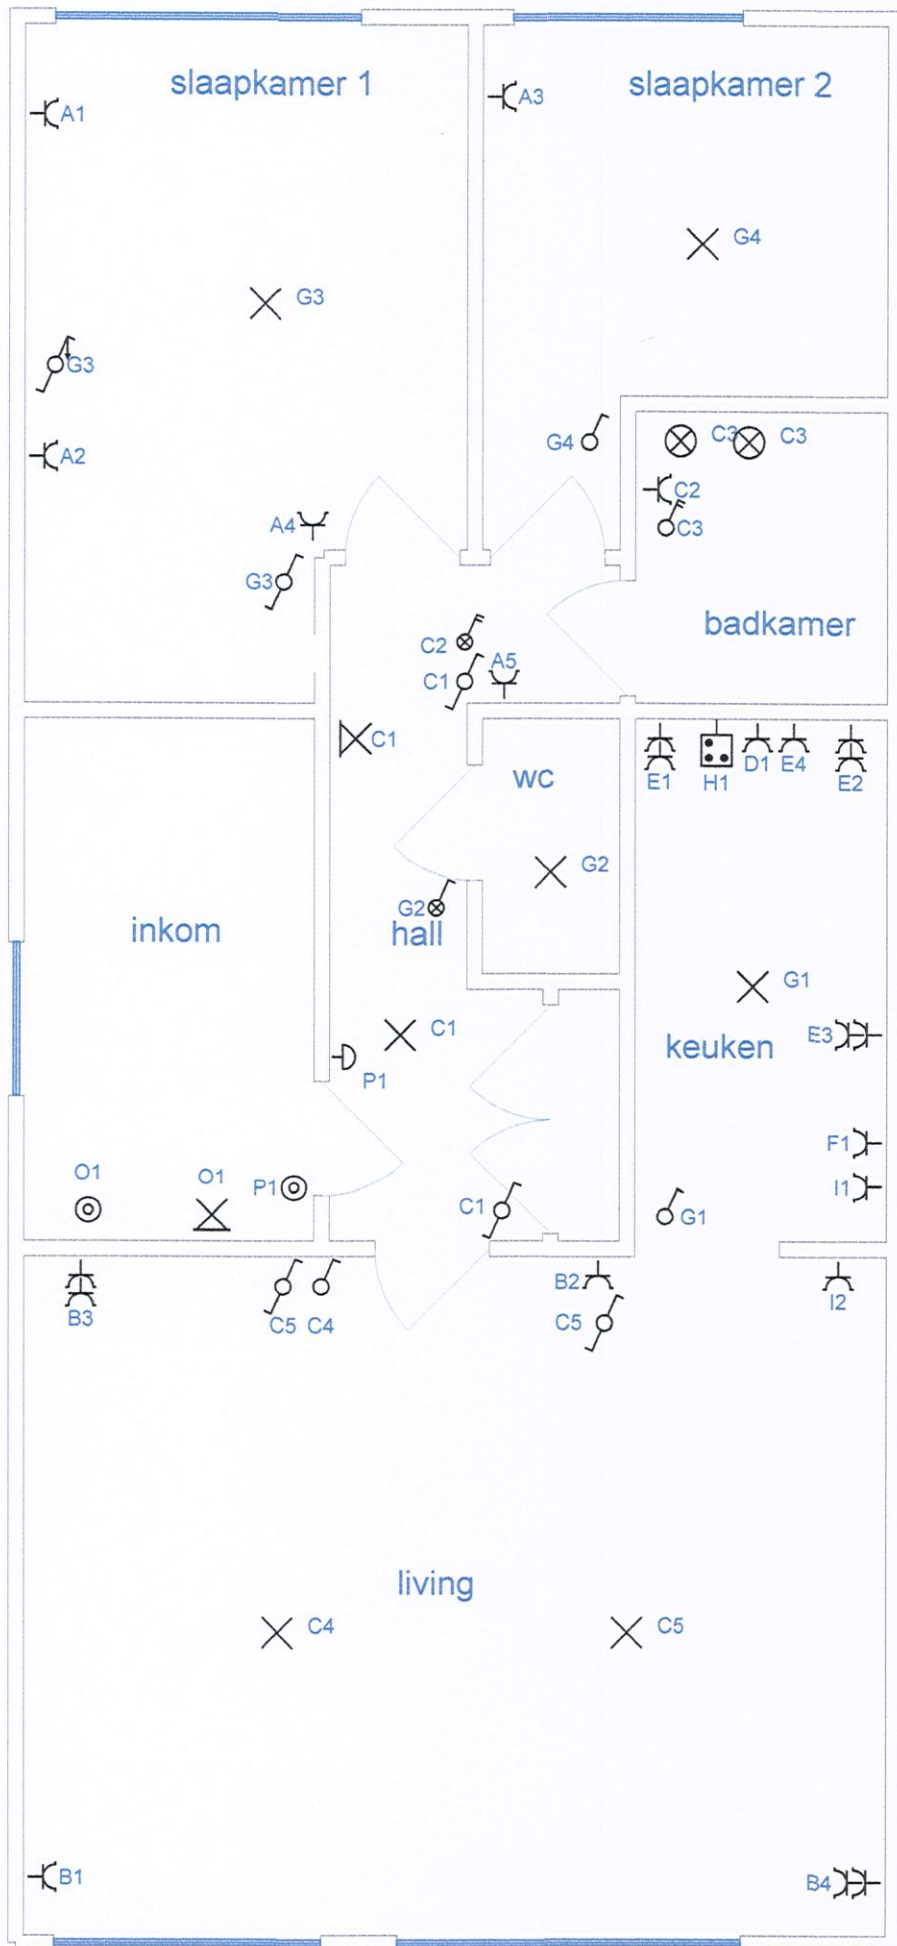 slaapkamer 1
slaapkamer 2
A1
A3
G4
G3
G3
G4
C3
C3
A2
C2
C3
A4
G3
badkamer
C2
C1
A5
C1
E1
H1
D1
E4
E2
wc
G2
G2
inkom
hall
G1
C1
E3
keuken
P1
F1
O1
O1
P1
I1
C1
G1
B3
C5
C4
B2
C5
I2
living
C4
C5
B1
B4